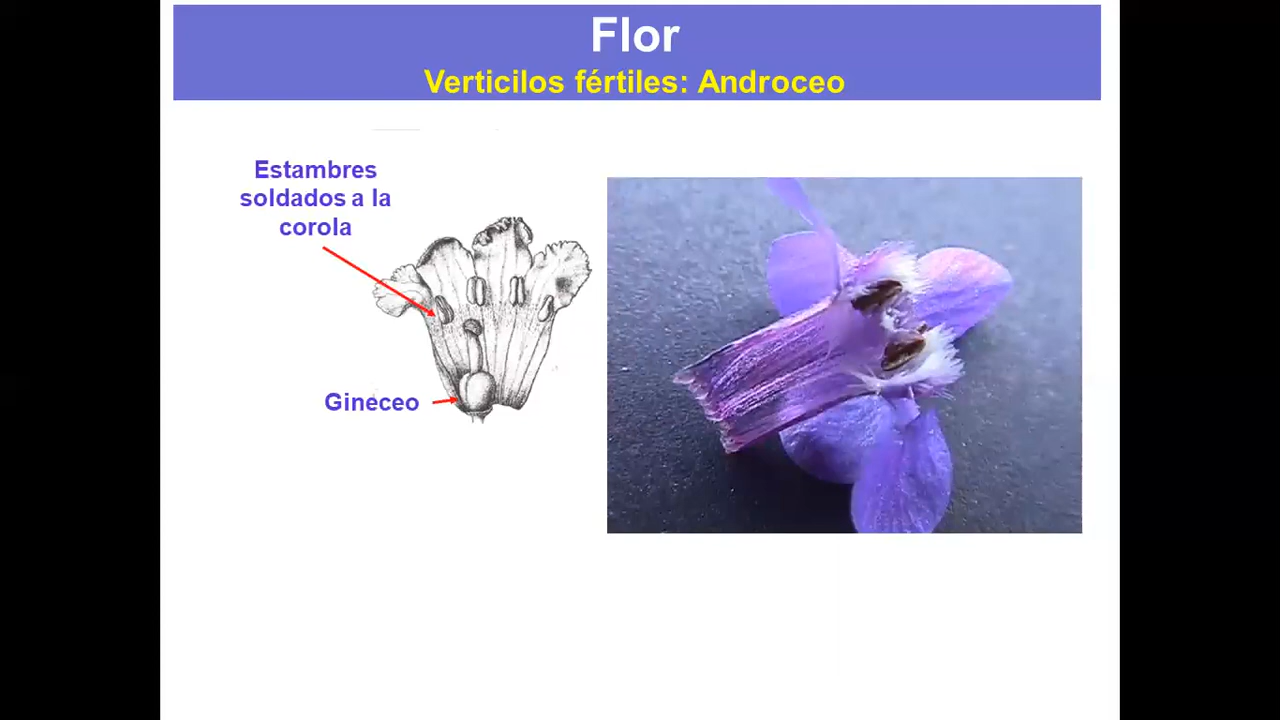 Flor
Verticilos fértiles: Androceo
Estambres
soldados a la
corola
Gineceo